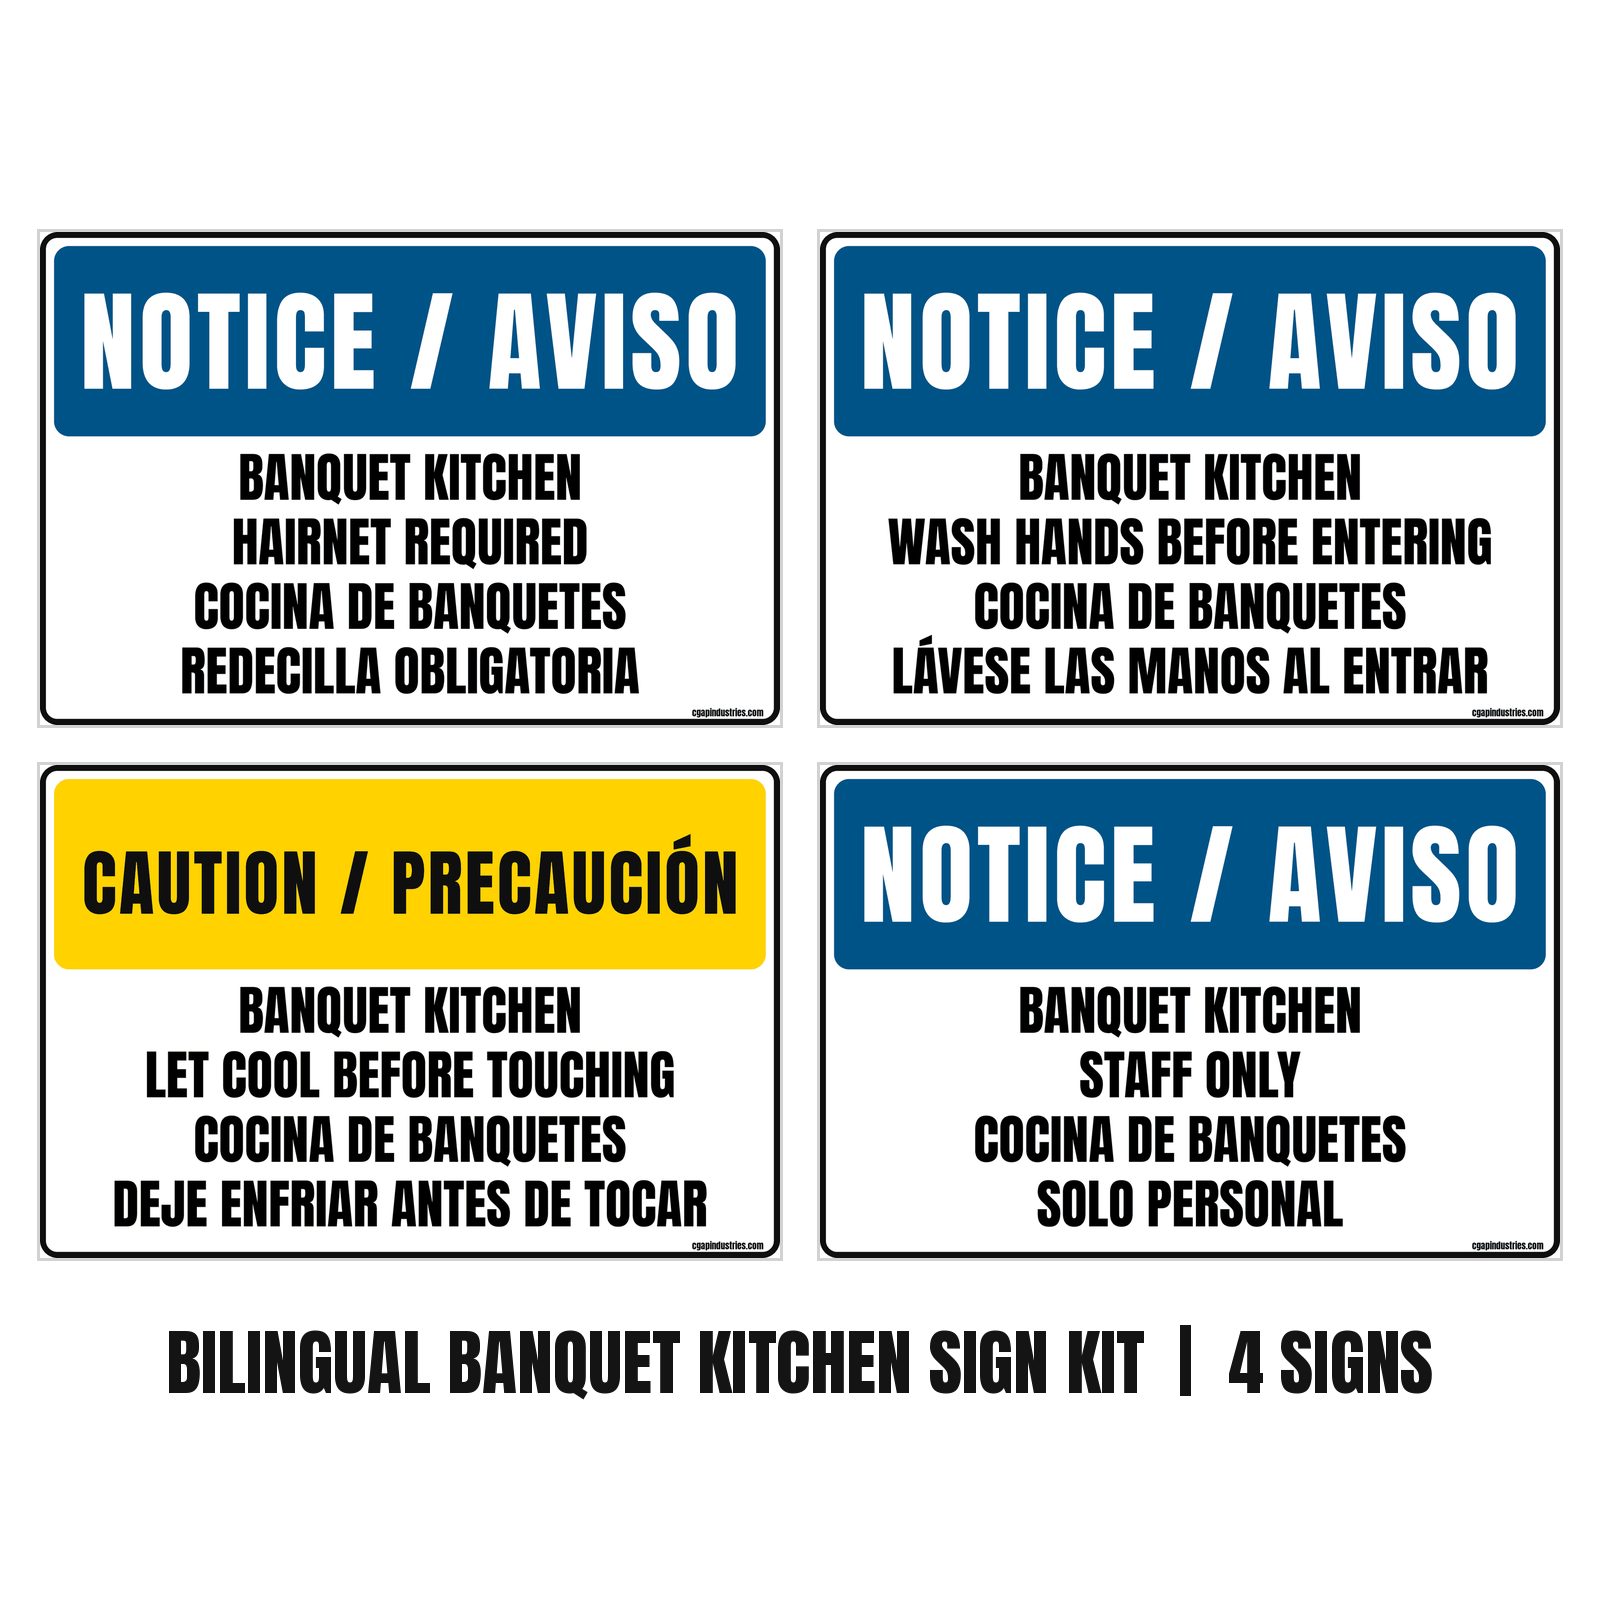 NOTICE / AVISO
BANQUET KITCHEN
HAIRNET REQUIRED
COCINA DE BANQUETES
REDECILLA OBLIGATORIA
cgapindustries.com
NOTICE / AVISO
BANQUET KITCHEN
WASH HANDS BEFORE ENTERING
COCINA DE BANQUETES
LÁVESE LAS MANOS AL ENTRAR
cgapindustries.com
CAUTION / PRECAUCIÓN
BANQUET KITCHEN
LET COOL BEFORE TOUCHING
COCINA DE BANQUETES
DEJE ENFRIAR ANTES DE TOCAR
cgapindustries.com
NOTICE / AVISO
BANQUET KITCHEN
STAFF ONLY
COCINA DE BANQUETES
SOLO PERSONAL
cgapindustries.com
BILINGUAL BANQUET KITCHEN SIGN KIT | 4 SIGNS